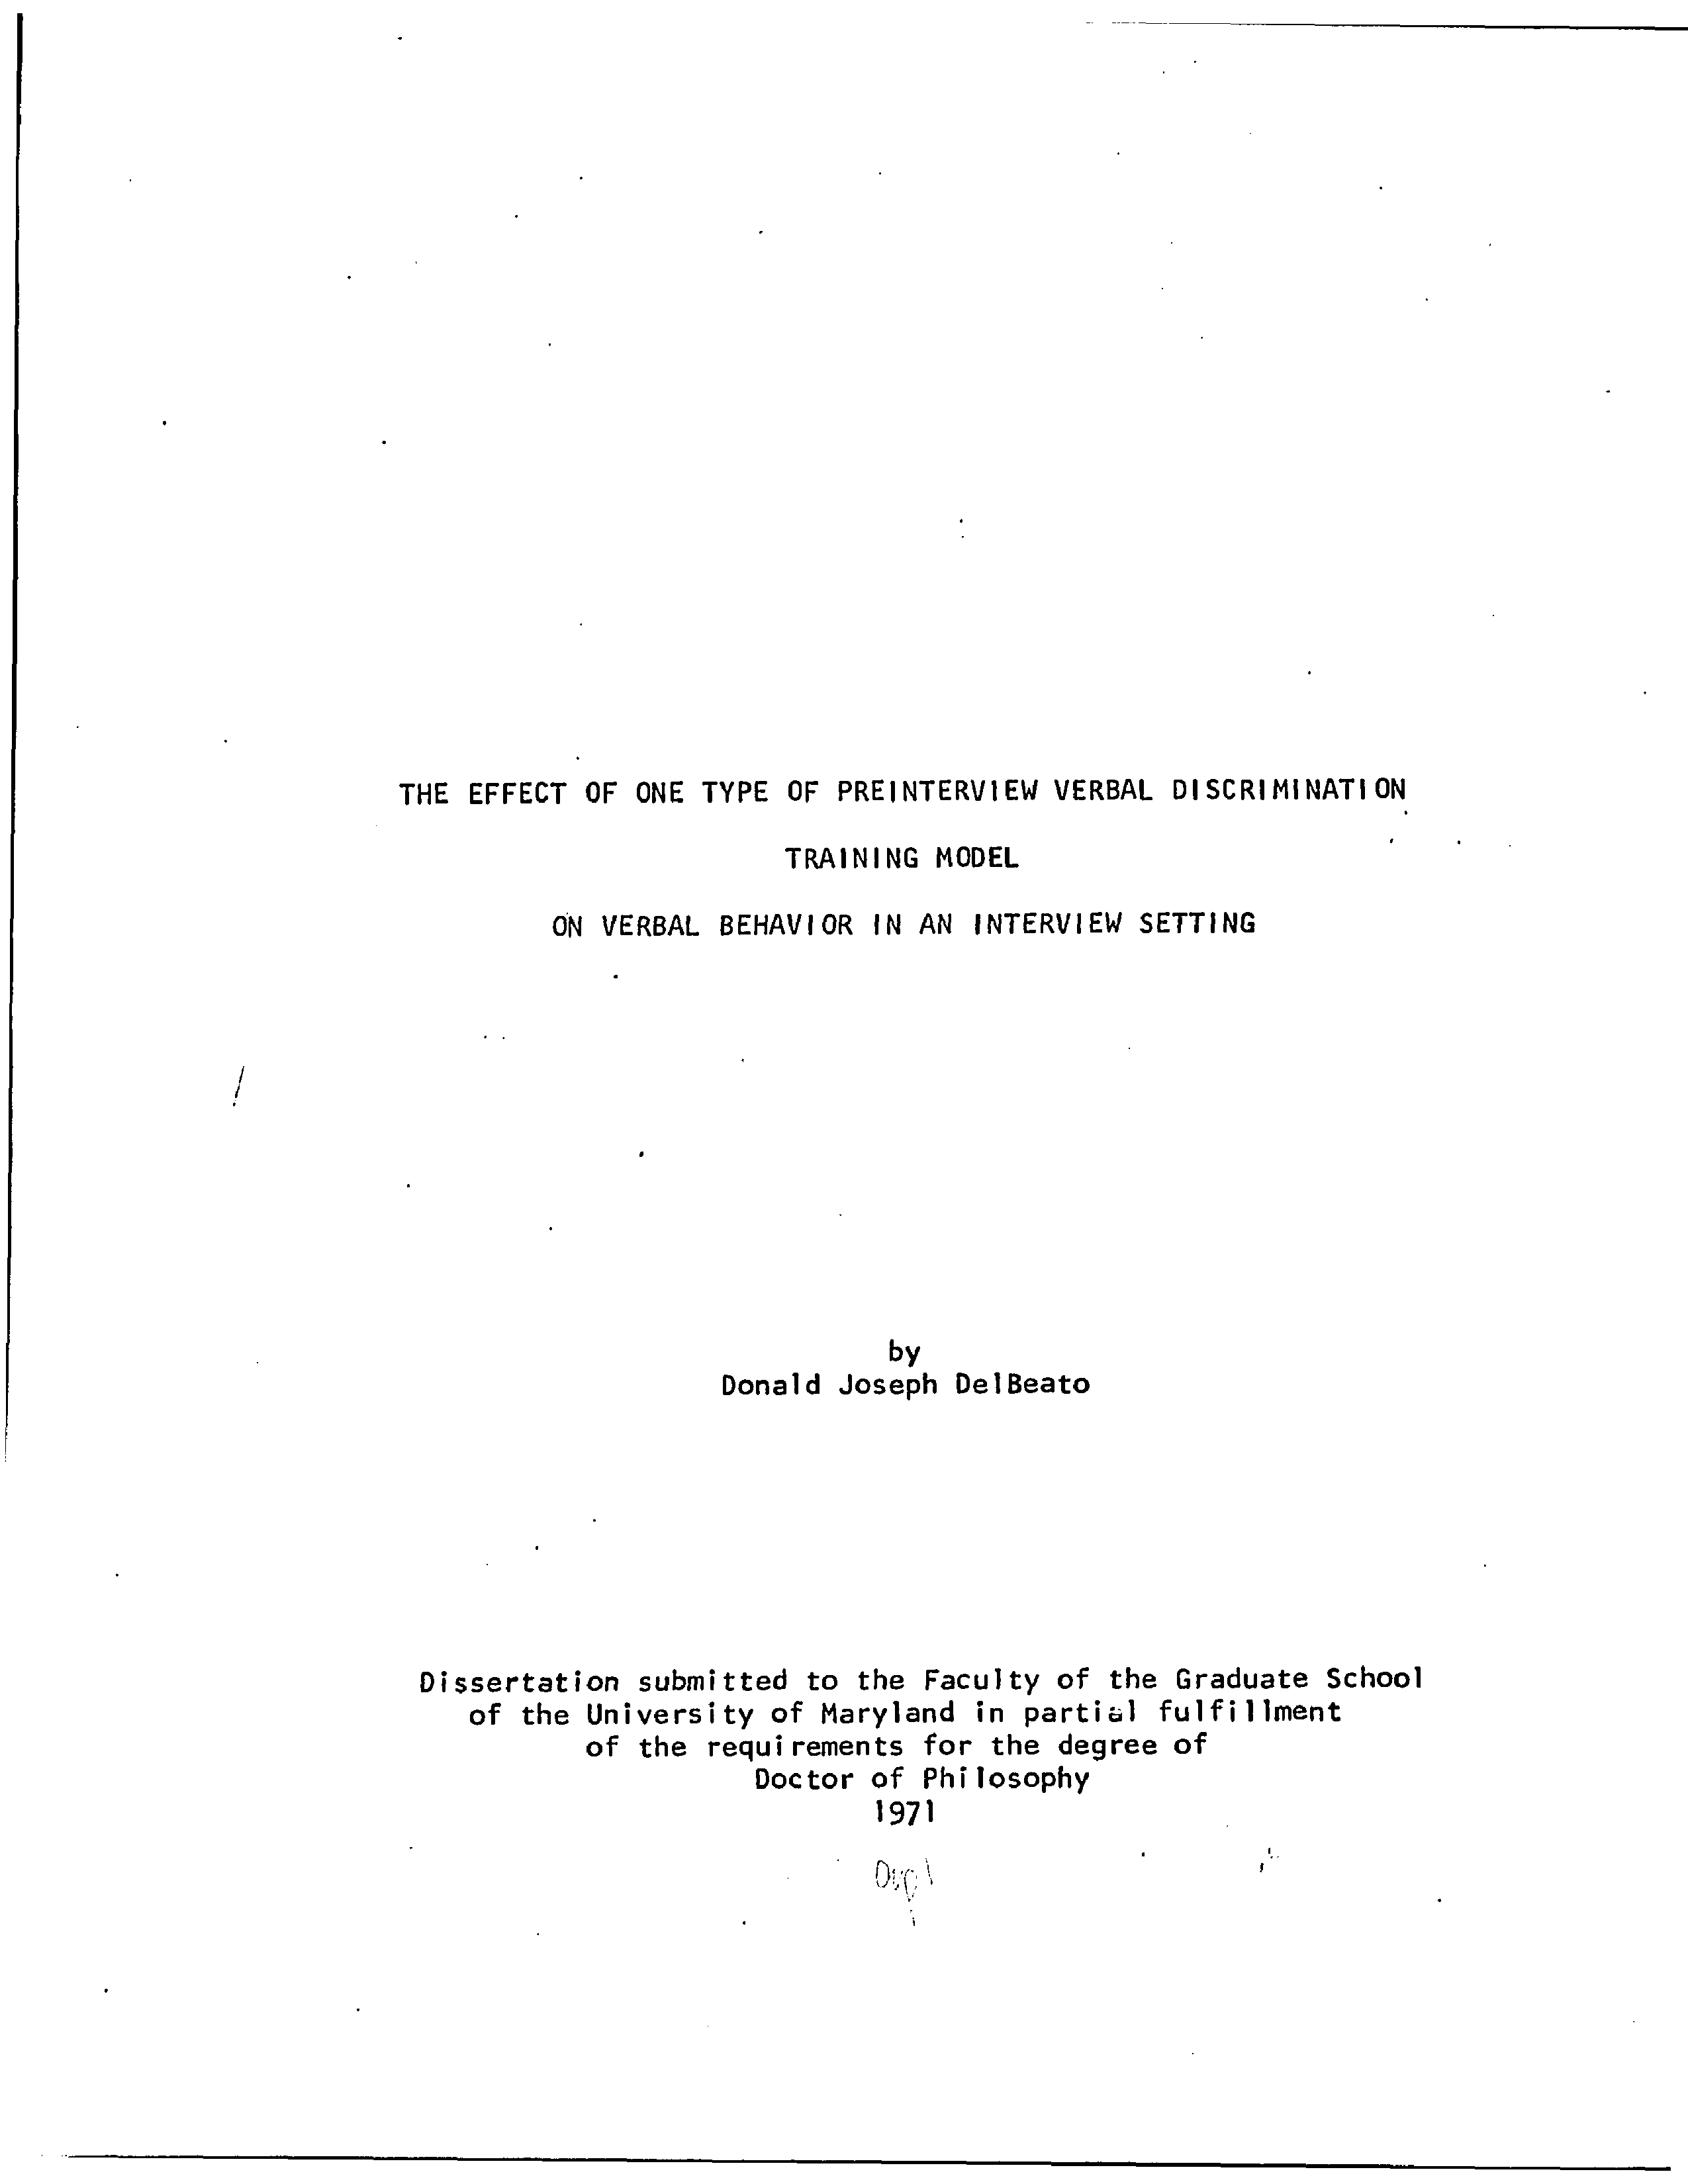 THE EFFECT OF ONE TYPE OF PREINTERVIEW VERBAL DISCRIMINATION
TRAINING MODEL
ON VERBAL BEHAVIOR IN AN INTERVIEW SETTING
by
Donald Joseph DelBeato
Dissertation submitted to the Faculty of the Graduate School
of the University of Maryland in partial fulfillment
of the requirements for the degree of
Doctor of Philosophy
1971